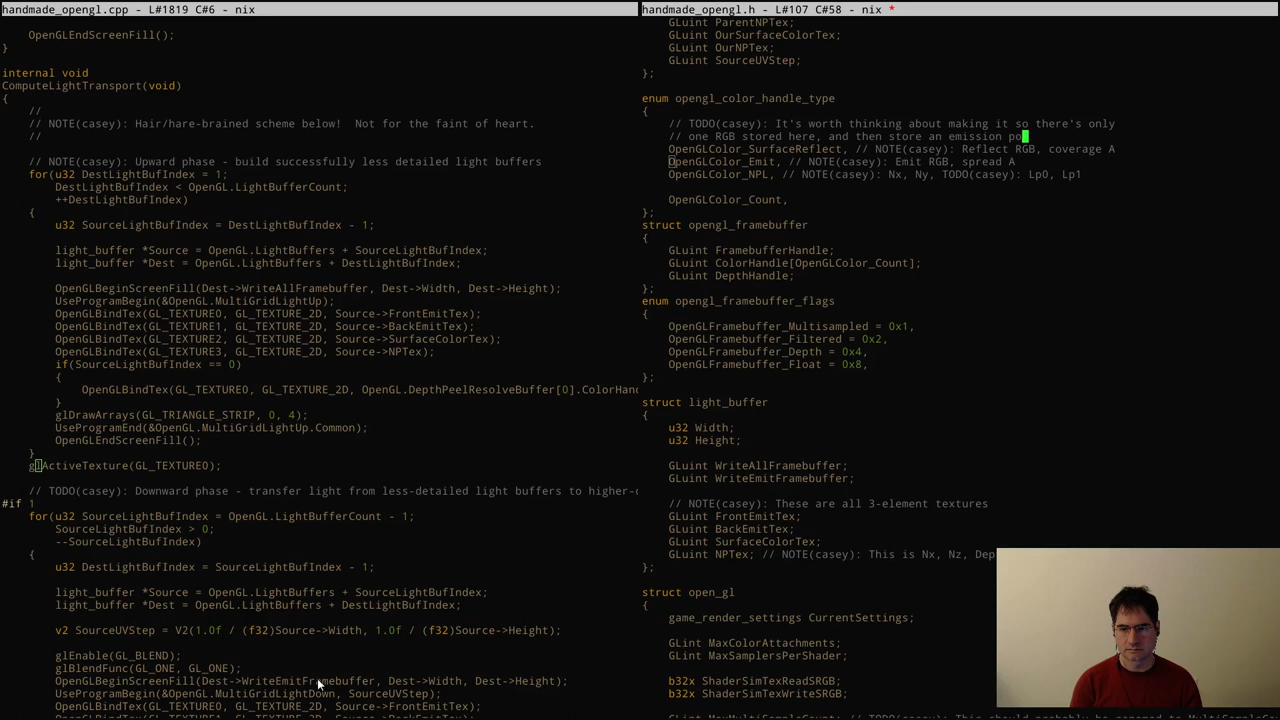 handmade_opengl.cpp - L#1819 C#6 - nix
    OpenGLEndScreenFill();
}
internal void
ComputeLightTransport(void)
{
    //
    // NOTE(casey): Hair/hare-brained scheme below!  Not for the faint of heart.
    //
    // NOTE(casey): Upward phase - build successfully less detailed light buffers
    for(u32 DestLightBufIndex = 1;
        DestLightBufIndex < OpenGL.LightBufferCount;
        ++DestLightBufIndex)
    {
        u32 SourceLightBufIndex = DestLightBufIndex - 1;
        light_buffer *Source = OpenGL.LightBuffers + SourceLightBufIndex;
        light_buffer *Dest = OpenGL.LightBuffers + DestLightBufIndex;
        OpenGLBeginScreenFill(Dest->WriteAllFramebuffer, Dest->Width, Dest->Height);
        UseProgramBegin(&OpenGL.MultiGridLightUp);
        OpenGLBindTex(GL_TEXTURE0, GL_TEXTURE_2D, Source->FrontEmitTex);
        OpenGLBindTex(GL_TEXTURE1, GL_TEXTURE_2D, Source->BackEmitTex);
        OpenGLBindTex(GL_TEXTURE2, GL_TEXTURE_2D, Source->SurfaceColorTex);
        OpenGLBindTex(GL_TEXTURE3, GL_TEXTURE_2D, Source->NPTex);
        if(SourceLightBufIndex == 0)
        {
            OpenGLBindTex(GL_TEXTURE0, GL_TEXTURE_2D, OpenGL.DepthPeelResolveBuffer[0].ColorHan
        }
        glDrawArrays(GL_TRIANGLE_STRIP, 0, 4);
        UseProgramEnd(&OpenGL.MultiGridLightUp.Common);
        OpenGLEndScreenFill();
    }
    glActiveTexture(GL_TEXTURE0);
    // TODO(casey): Downward phase - transfer light from less-detailed light buffers to higher-
#if 1
    for(u32 SourceLightBufIndex = OpenGL.LightBufferCount - 1;
        SourceLightBufIndex > 0;
        --SourceLightBufIndex)
    {
        u32 DestLightBufIndex = SourceLightBufIndex - 1;
        light_buffer *Source = OpenGL.LightBuffers + SourceLightBufIndex;
        light_buffer *Dest = OpenGL.LightBuffers + DestLightBufIndex;
        v2 SourceUVStep = V2(1.0f / (f32)Source->Width, 1.0f / (f32)Source->Height);
        glEnable(GL_BLEND);
        glBlendFunc(GL_ONE, GL_ONE);
        OpenGLBeginScreenFill(Dest->WriteEmitFramebuffer, Dest->Width, Dest->Height);
        UseProgramBegin(&OpenGL.MultiGridLightDown, SourceUVStep);
        OpenGLBindTex(GL_TEXTURE0, GL_TEXTURE_2D, Source->FrontEmitTex);
handmade_opengl.h - L#107 C#58 - nix *
    GLuint ParentNPTex;
    GLuint OurSurfaceColorTex;
    GLuint OurNPTex;
    GLuint SourceUVStep;
};
enum opengl_color_handle_type
{
    // TODO(casey): It's worth thinking about making it so there's only
    // one RGB stored here, and then store an emission po
    OpenGLColor_SurfaceReflect, // NOTE(casey): Reflect RGB, coverage A
    OpenGLColor_Emit, // NOTE(casey): Emit RGB, spread A
    OpenGLColor_NPL, // NOTE(casey): Nx, Ny, TODO(casey): Lp0, Lp1
    OpenGLColor_Count,
};
struct opengl_framebuffer
{
    GLuint FramebufferHandle;
    GLuint ColorHandle[OpenGLColor_Count];
    GLuint DepthHandle;
};
enum opengl_framebuffer_flags
{
    OpenGLFramebuffer_Multisampled = 0x1,
    OpenGLFramebuffer_Filtered = 0x2,
    OpenGLFramebuffer_Depth = 0x4,
    OpenGLFramebuffer_Float = 0x8,
};
struct light_buffer
{
    u32 Width;
    u32 Height;
    GLuint WriteAllFramebuffer;
    GLuint WriteEmitFramebuffer;
    // NOTE(casey): These are all 3-element textures
    GLuint FrontEmitTex;
    GLuint BackEmitTex;
    GLuint SurfaceColorTex;
    GLuint NPTex; // NOTE(casey): This is Nx, Nz, Dep
};
struct open_gl
{
    game_render_settings CurrentSettings;
    GLint MaxColorAttachments;
    GLint MaxSamplersPerShader;
    b32x ShaderSimTexReadSRGB;
    b32x ShaderSimTexWriteSRGB;